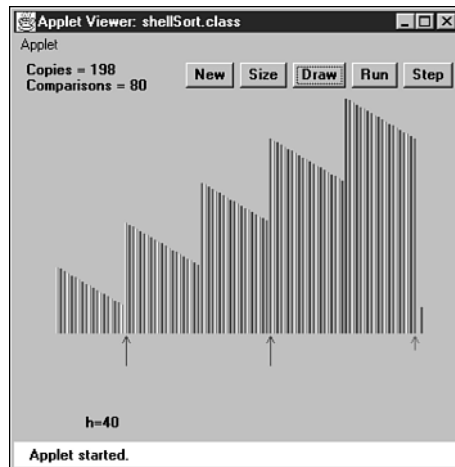 Applet Viewer: shellSort.class
Applet
Copies = 198
Comparisons = 80
New Size Draw Run Step
h=40
Applet started.